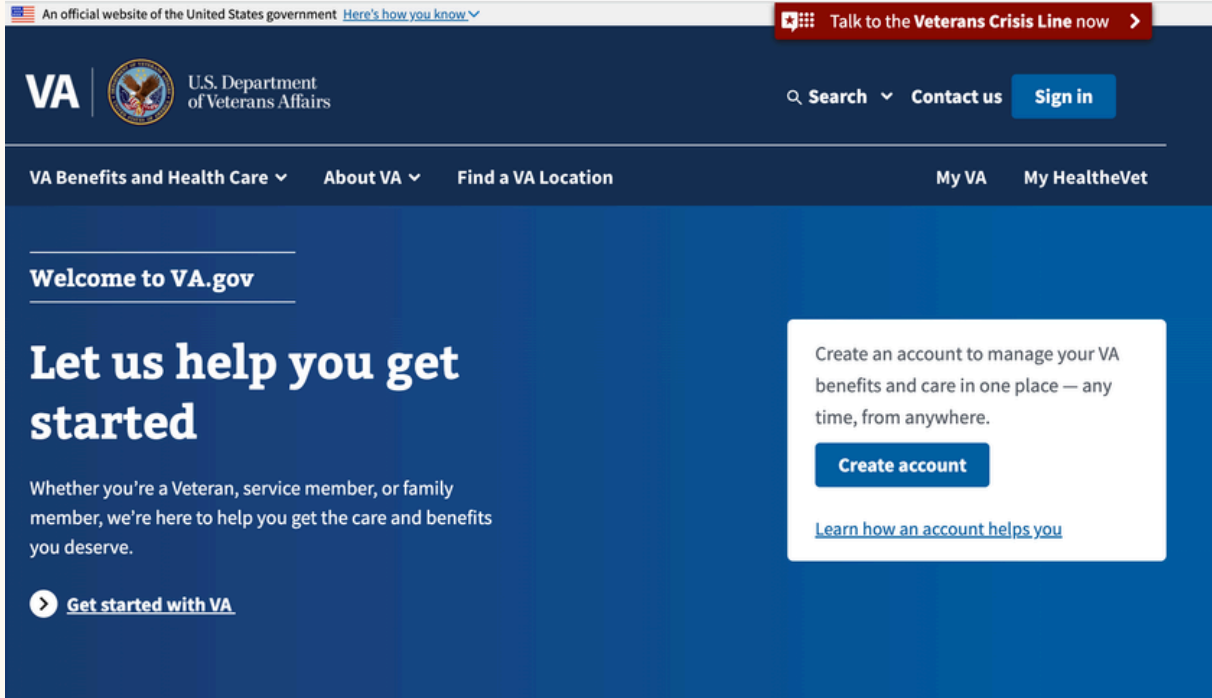 An official website of the United States government Here's how you know
Talk to the Veterans Crisis Line now
VA
U.S. Department
of Veterans Affairs
Search
Contact us
Sign in
VA Benefits and Health Care
About VA
Find a VA Location
My VA
My HealtheVet
Welcome to VA.gov
Let us help you get
started
Whether you're a Veteran, service member, or family
member, we're here to help you get the care and benefits
you deserve.
Get started with VA
Create an account to manage your VA
benefits and care in one place — any
time, from anywhere.
Create account
Learn how an account helps you